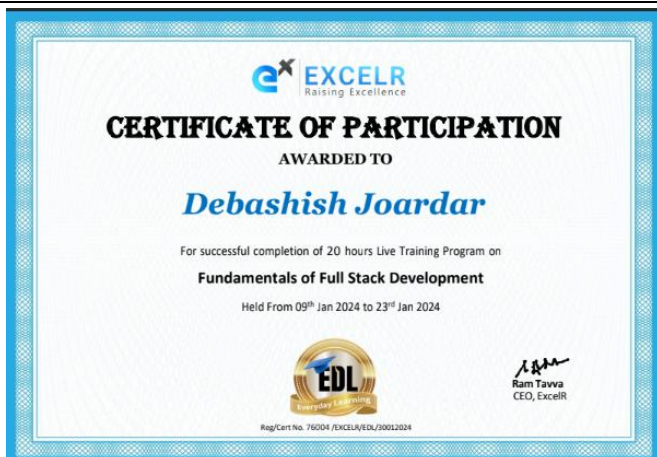 ex EXCELR
Raising Excellence
CERTIFICATE OF PARTICIPATION
AWARDED TO
Debashish Joardar
For successful completion of 20 hours Live Training Program on
Fundamentals of Full Stack Development
Held From 09th Jan 2024 to 23rd Jan 2024
EDL
Everyday Learning
Ram Tavva
CEO, ExcelR
Reg/Cert No. 76004 /EXCELR/EDL/30012024